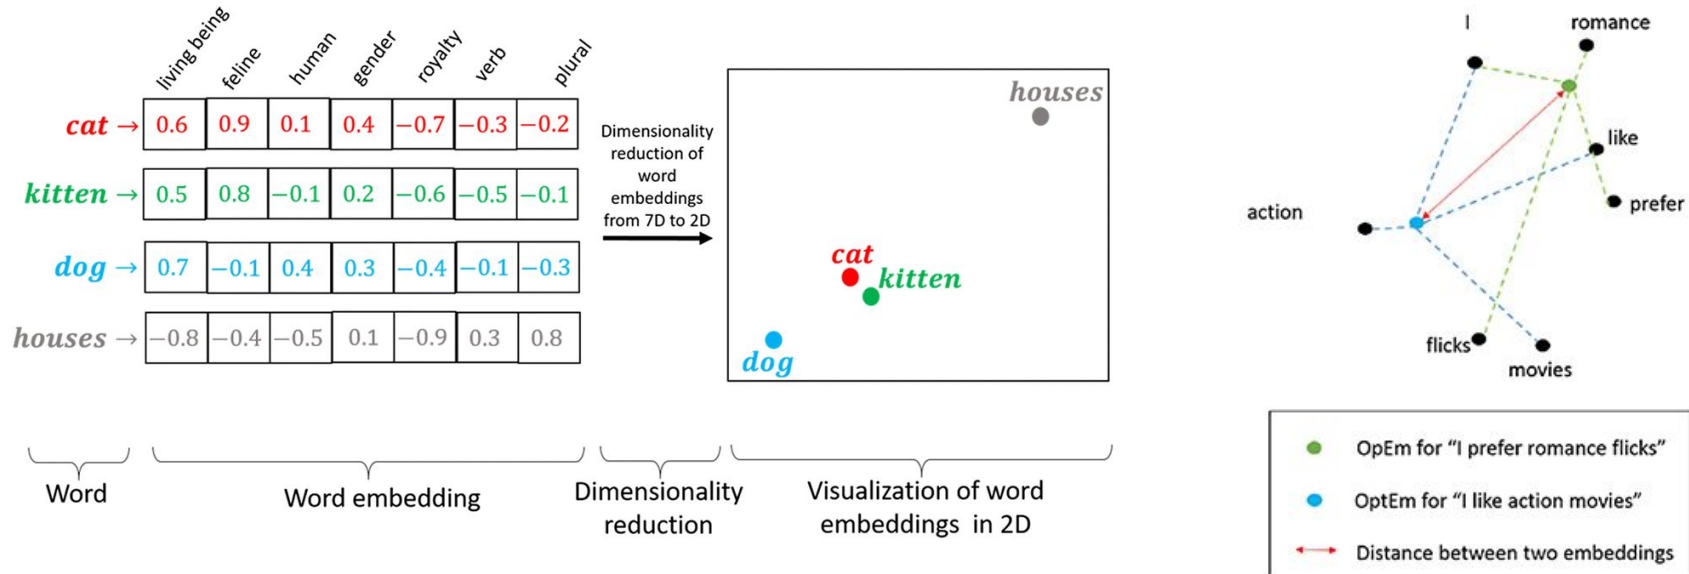 living being feline human gender royalty verb plural
cat → 0.6 0.9 0.1 0.4 −0.7 −0.3 −0.2
kitten → 0.5 0.8 −0.1 0.2 −0.6 −0.5 −0.1
dog → 0.7 −0.1 0.4 0.3 −0.4 −0.1 −0.3
houses → −0.8 −0.4 −0.5 0.1 −0.9 0.3 0.8
Dimensionality
reduction of
word
embeddings
from 7D to 2D
houses
cat
kitten
dog
Word
Word embedding
Dimensionality
reduction
Visualization of word
embeddings in 2D
I
romance
like
prefer
action
flicks
movies
OpEm for “I prefer romance flicks”
OptEm for “I like action movies”
Distance between two embeddings